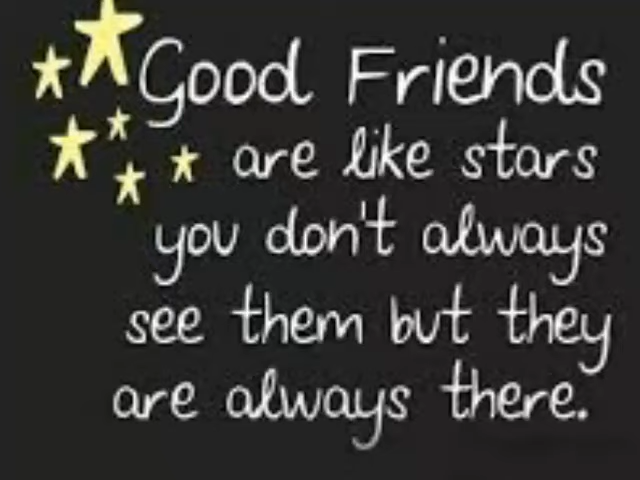 Good Friends
are like stars
you don't always
see them but they
are always there.